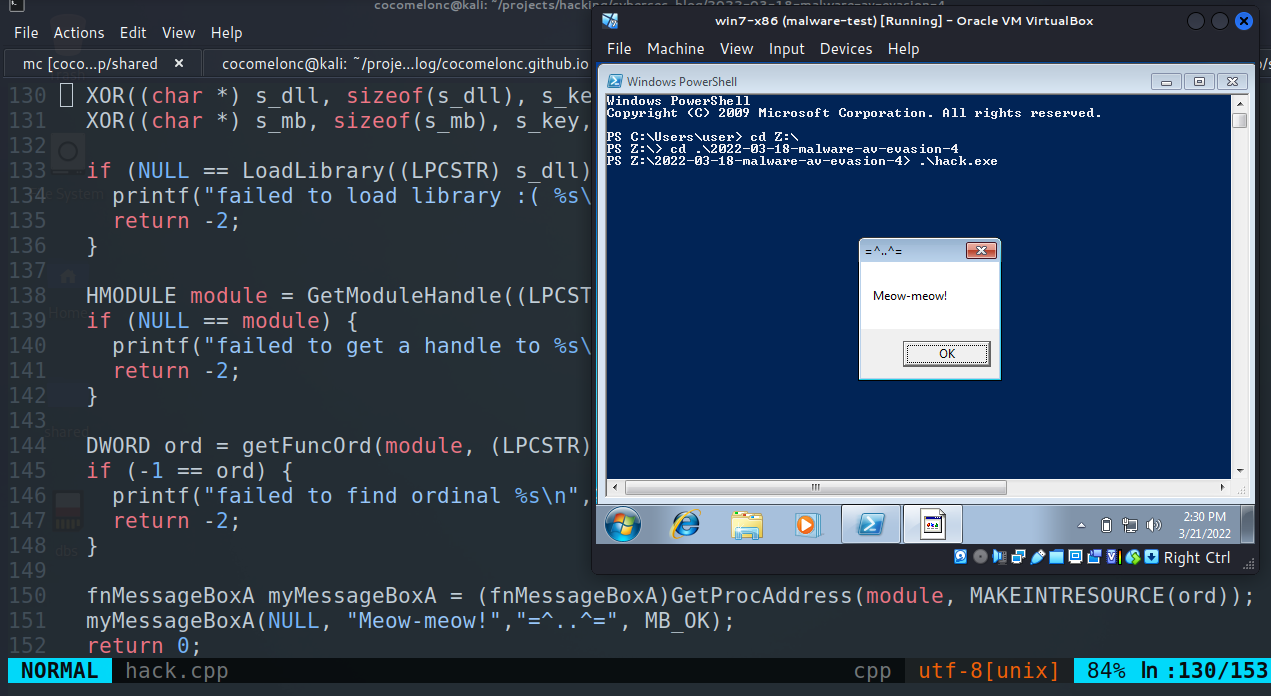 cocomelonc@kali: ~/projects/hacking/cybersec_blog/2022-03-18-malware-av-evasion-4
File Actions Edit View Help
mc [coco...p/shared ×
cocomelonc@kali: ~/proje...log/cocomelonc.github.io
130 XOR((char *) s_dll, sizeof(s_dll), s_ke
131 XOR((char *) s_mb, sizeof(s_mb), s_key,
132
133 if (NULL == LoadLibrary((LPCSTR) s_dll)
134 printf("failed to load library :( %s\
135 return -2;
136 }
137
138 HMODULE module = GetModuleHandle((LPCST
139 if (NULL == module) {
140 printf("failed to get a handle to %s\
141 return -2;
142 }
143
144 DWORD ord = getFuncOrd(module, (LPCSTR)
145 if (-1 == ord) {
146 printf("failed to find ordinal %s\n",
147 return -2;
148 }
149
150 fnMessageBoxA myMessageBoxA = (fnMessageBoxA)GetProcAddress(module, MAKEINTRESOURCE(ord));
151 myMessageBoxA(NULL, "Meow-meow!","=^..^=", MB_OK);
152 return 0;
NORMAL hack.cpp cpp utf-8[unix] 84% ln :130/153
win7-x86 (malware-test) [Running] - Oracle VM VirtualBox
File Machine View Input Devices Help
Windows PowerShell
Windows PowerShell
Copyright (C) 2009 Microsoft Corporation. All rights reserved.
PS C:\Users\user> cd Z:\
PS Z:\> cd .\2022-03-18-malware-av-evasion-4
PS Z:\2022-03-18-malware-av-evasion-4> .\hack.exe
=^..^=
Meow-meow!
OK
2:30 PM
3/21/2022
Right Ctrl
Home
shared
dbs